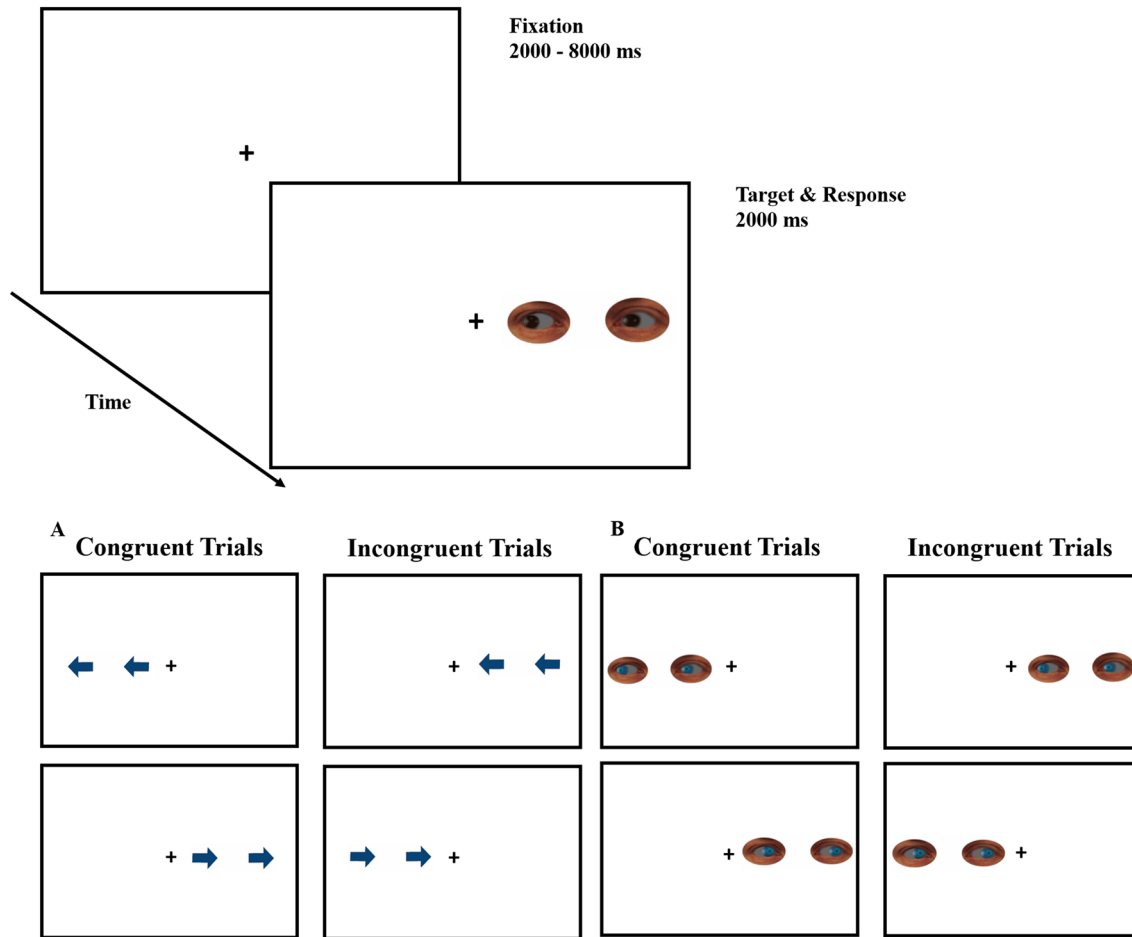 Fixation
2000 - 8000 ms
+
Target & Response
2000 ms
+
Time
A
Congruent Trials
Incongruent Trials
B
Congruent Trials
Incongruent Trials
+
+
+
+
+
+
+
+